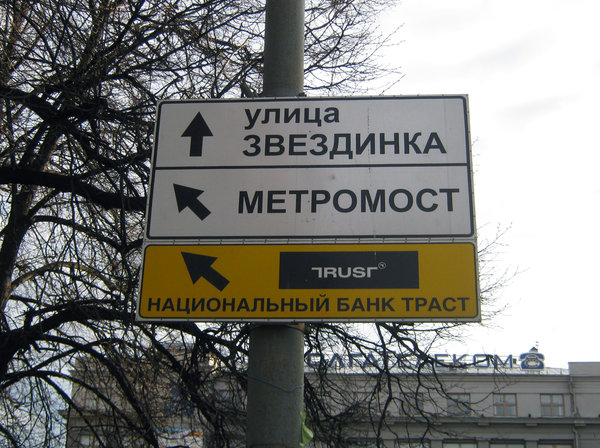 улица
ЗВЕЗДИНКА
МЕТРОМОСТ
TRUST
НАЦИОНАЛЬНЫЙ БАНК ТРАСТ